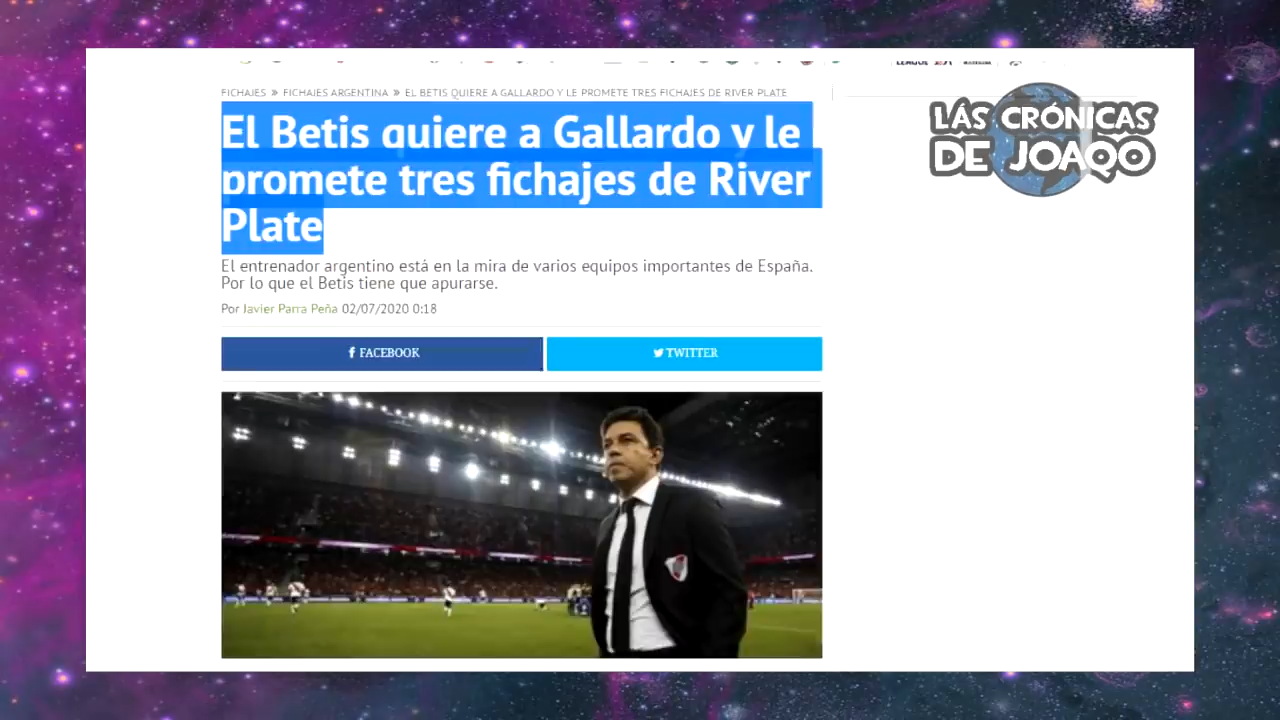 FICHAJES » FICHAJES ARGENTINA » EL BETIS QUIERE A GALLARDO Y LE PROMETE TRES FICHAJES DE RIVER PLATE
El Betis quiere a Gallardo y le
promete tres fichajes de River
Plate
El entrenador argentino está en la mira de varios equipos importantes de España.
Por lo que el Betis tiene que apurarse.
Por Javier Parra Peña 02/07/2020 0:18
FACEBOOK
TWITTER
LÁS CRÓNICAS
DE JOAQO